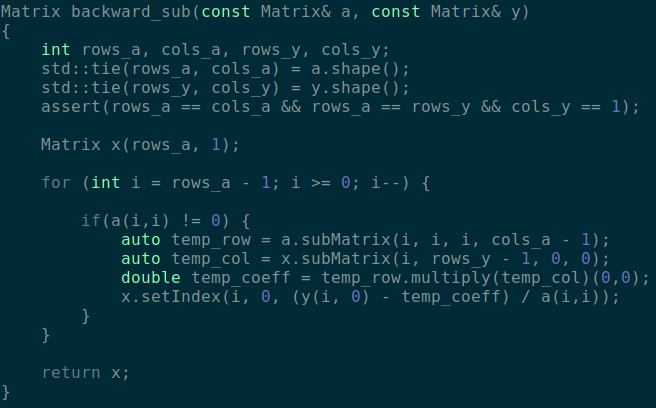 Matrix backward_sub(const Matrix& a, const Matrix& y)
{
    int rows_a, cols_a, rows_y, cols_y;
    std::tie(rows_a, cols_a) = a.shape();
    std::tie(rows_y, cols_y) = y.shape();
    assert(rows_a == cols_a && rows_a == rows_y && cols_y == 1);

    Matrix x(rows_a, 1);

    for (int i = rows_a - 1; i >= 0; i--) {

        if(a(i,i) != 0) {
            auto temp_row = a.subMatrix(i, i, i, cols_a - 1);
            auto temp_col = x.subMatrix(i, rows_y - 1, 0, 0);
            double temp_coeff = temp_row.multiply(temp_col)(0,0);
            x.setIndex(i, 0, (y(i, 0) - temp_coeff) / a(i,i));
        }
    }

    return x;
}